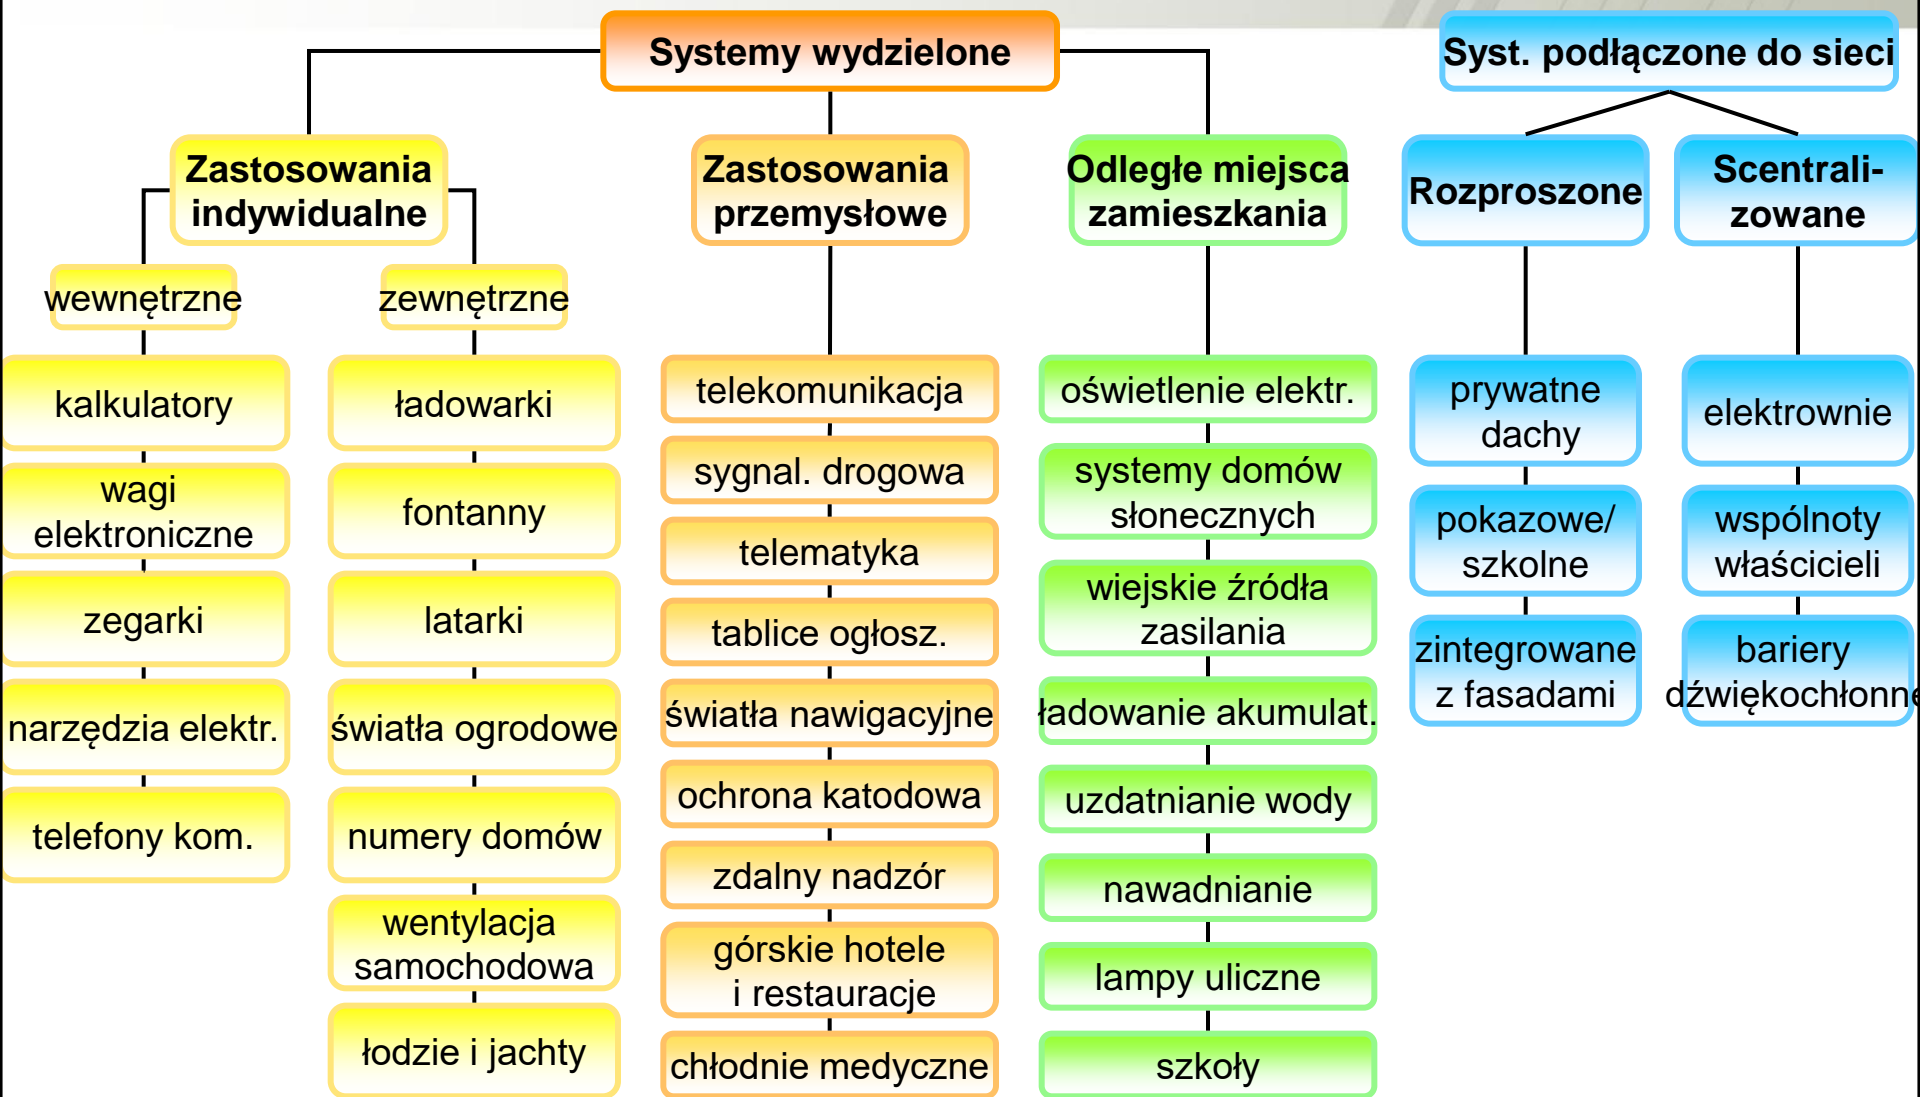 Systemy wydzielone
Syst. podłączone do sieci
Zastosowania
indywidualne
Zastosowania
przemysłowe
Odległe miejsca
zamieszkania
Rozproszone
Scentrali-
zowane
wewnętrzne
zewnętrzne
kalkulatory
wagi
elektroniczne
zegarki
narzędzia elektr.
telefony kom.
ładowarki
fontanny
latarki
światła ogrodowe
numery domów
wentylacja
samochodowa
łodzie i jachty
telekomunikacja
sygnal. drogowa
telematyka
tablice ogłosz.
światła nawigacyjne
ochrona katodowa
zdalny nadzór
górskie hotele
i restauracje
chłodnie medyczne
oświetlenie elektr.
systemy domów
słonecznych
wiejskie źródła
zasilania
ładowanie akumulat.
uzdatnianie wody
nawadnianie
lampy uliczne
szkoły
prywatne
dachy
pokazowe/
szkolne
zintegrowane
z fasadami
elektrownie
wspólnoty
właścicieli
bariery
dźwiękochłonne